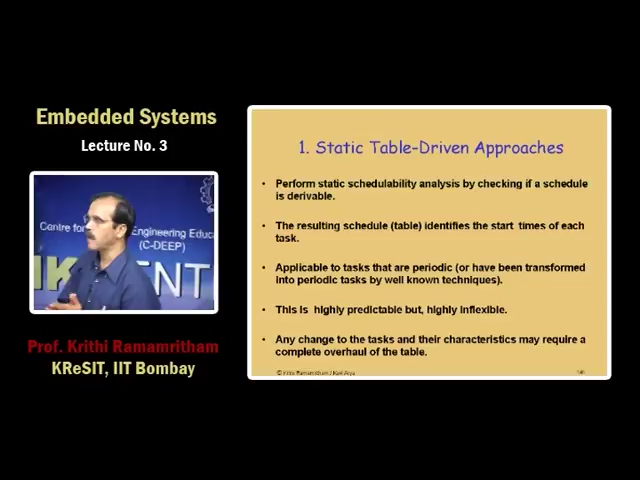 Embedded Systems
Lecture No. 3
Centre for
Engineering Educ
(C-DEEP)
ENT
Prof. Krithi Ramamritham
KReSIT, IIT Bombay
1. Static Table-Driven Approaches
• Perform static schedulability analysis by checking if a schedule
is derivable.
• The resulting schedule (table) identifies the start times of each
task.
• Applicable to tasks that are periodic (or have been transformed
into periodic tasks by well known techniques).
• This is highly predictable but, highly inflexible.
• Any change to the tasks and their characteristics may require a
complete overhaul of the table.